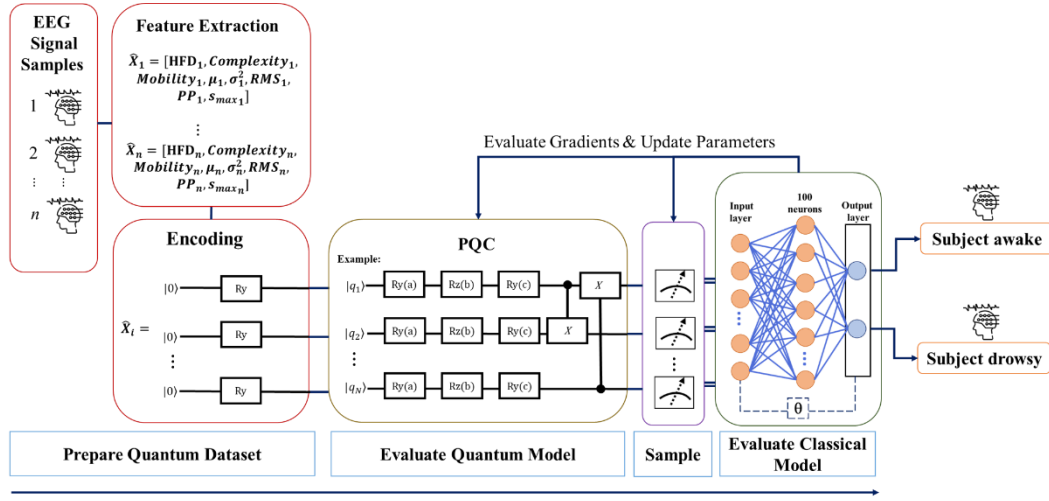 EEG
Signal
Samples
1
2
⋮ ⋮
n
Feature Extraction
X̂₁ = [HFD₁, Complexity₁,
Mobility₁, μ₁, σ₁², RMS₁,
PP₁, s_max₁]
⋮
X̂ₙ = [HFDₙ, Complexityₙ,
Mobilityₙ, μₙ, σₙ², RMSₙ,
PPₙ, s_maxₙ]
Encoding
X̂ᵢ =
|0⟩ Ry
|0⟩ Ry
⋮ ⋮
|0⟩ Ry
Evaluate Gradients & Update Parameters
PQC
Example:
|q₁⟩ Ry(a) Rz(b) Ry(c) X
|q₂⟩ Ry(a) Rz(b) Ry(c) X
⋮ ⋮
|q_N⟩ Ry(a) Rz(b) Ry(c)
⋮
Input
layer
100
neurons
Output
layer
θ
Subject awake
Subject drowsy
Prepare Quantum Dataset
Evaluate Quantum Model
Sample
Evaluate Classical
Model